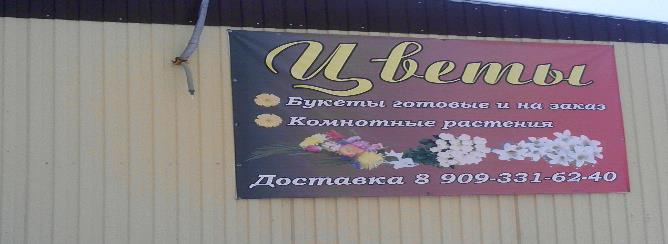 Цветы
Букеты готовые и на заказ
Комнотные растения
Доставка 8 909-331-62-40